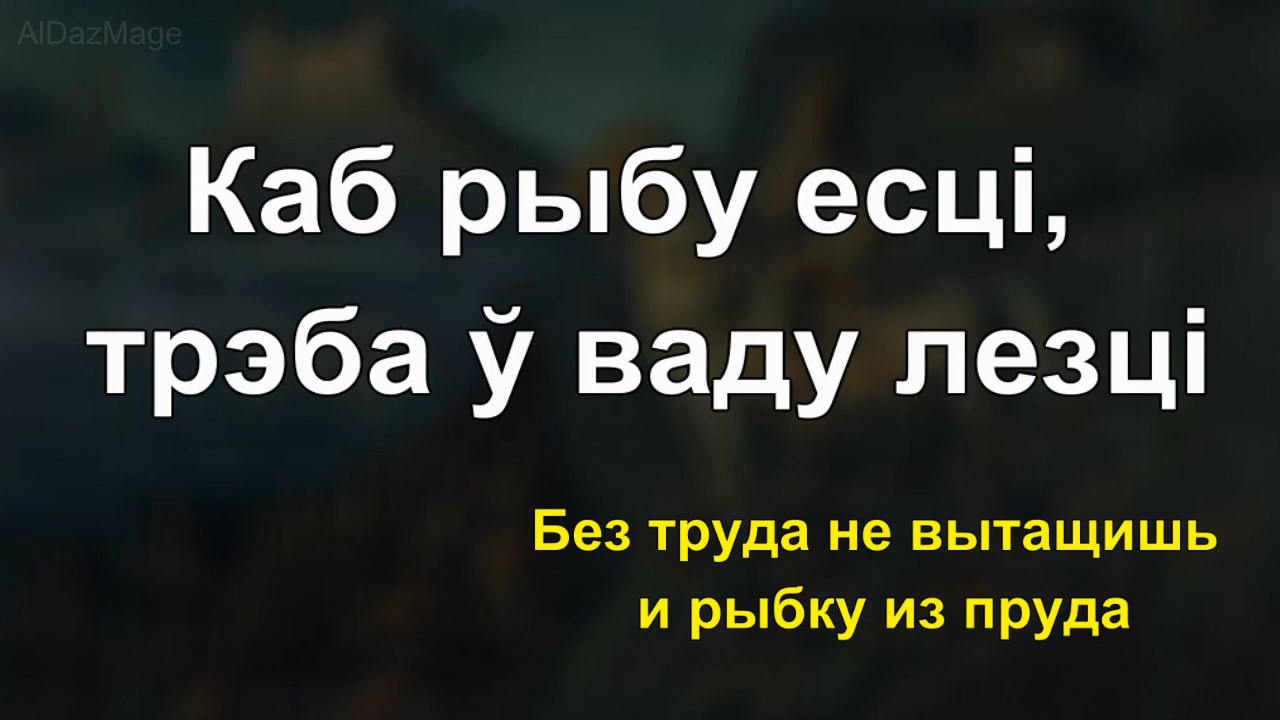 AlDazMage
Каб рыбу есці,
трэба ў ваду лезці
Без труда не вытащишь
и рыбку из пруда